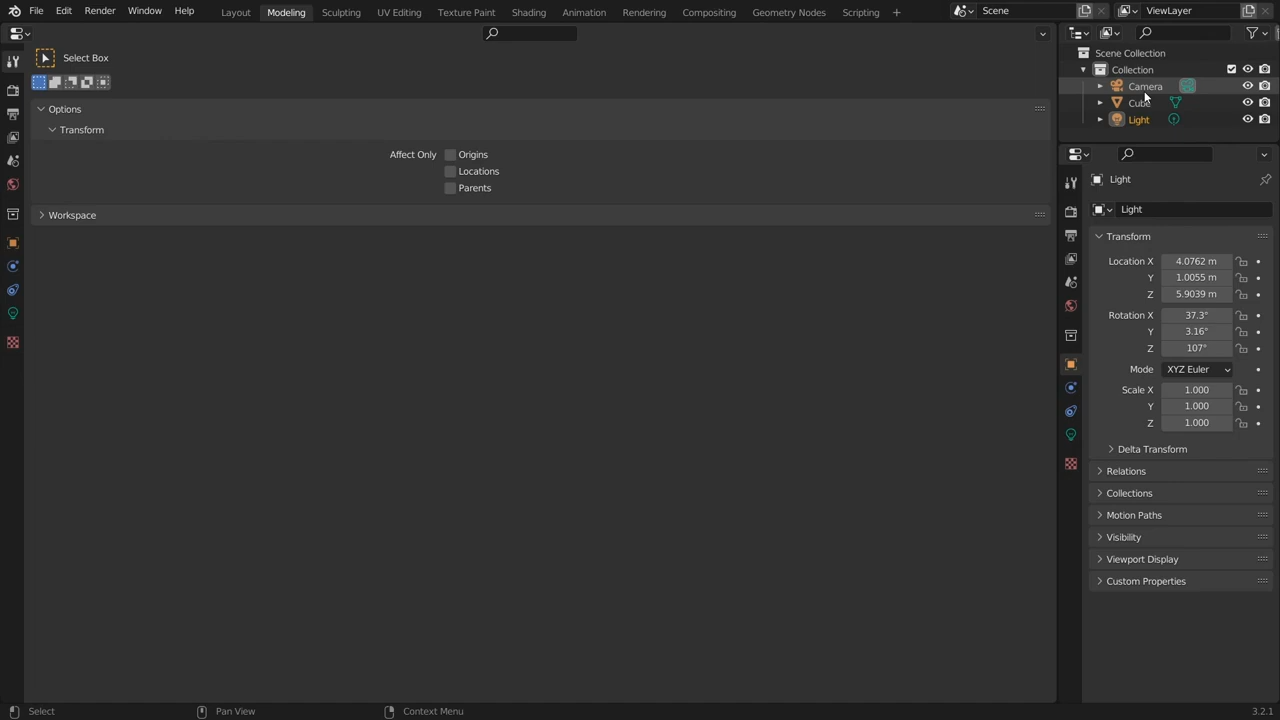 File Edit Render Window Help Layout Modeling Sculpting UV Editing Texture Paint Shading Animation Rendering Compositing Geometry Nodes Scripting + Scene ViewLayer
Select Box
Scene Collection
Collection
Camera
Cube
Light
Options
Transform
Affect Only Origins
Locations
Parents
Workspace
Light
Light
Transform
Location X 4.0762 m
Y 1.0055 m
Z 5.9039 m
Rotation X 37.3°
Y 3.16°
Z 107°
Mode XYZ Euler
Scale X 1.000
Y 1.000
Z 1.000
Delta Transform
Relations
Collections
Motion Paths
Visibility
Viewport Display
Custom Properties
Select Pan View Context Menu 3.2.1